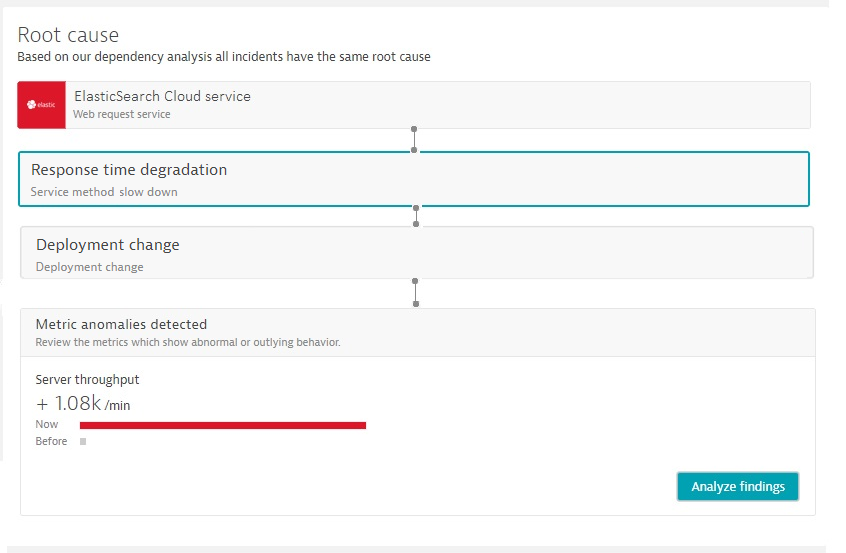 Root cause
Based on our dependency analysis all incidents have the same root cause
elastic
ElasticSearch Cloud service
Web request service
Response time degradation
Service method slow down
Deployment change
Deployment change
Metric anomalies detected
Review the metrics which show abnormal or outlying behavior.
Server throughput
+ 1.08k /min
Now
Before
Analyze findings